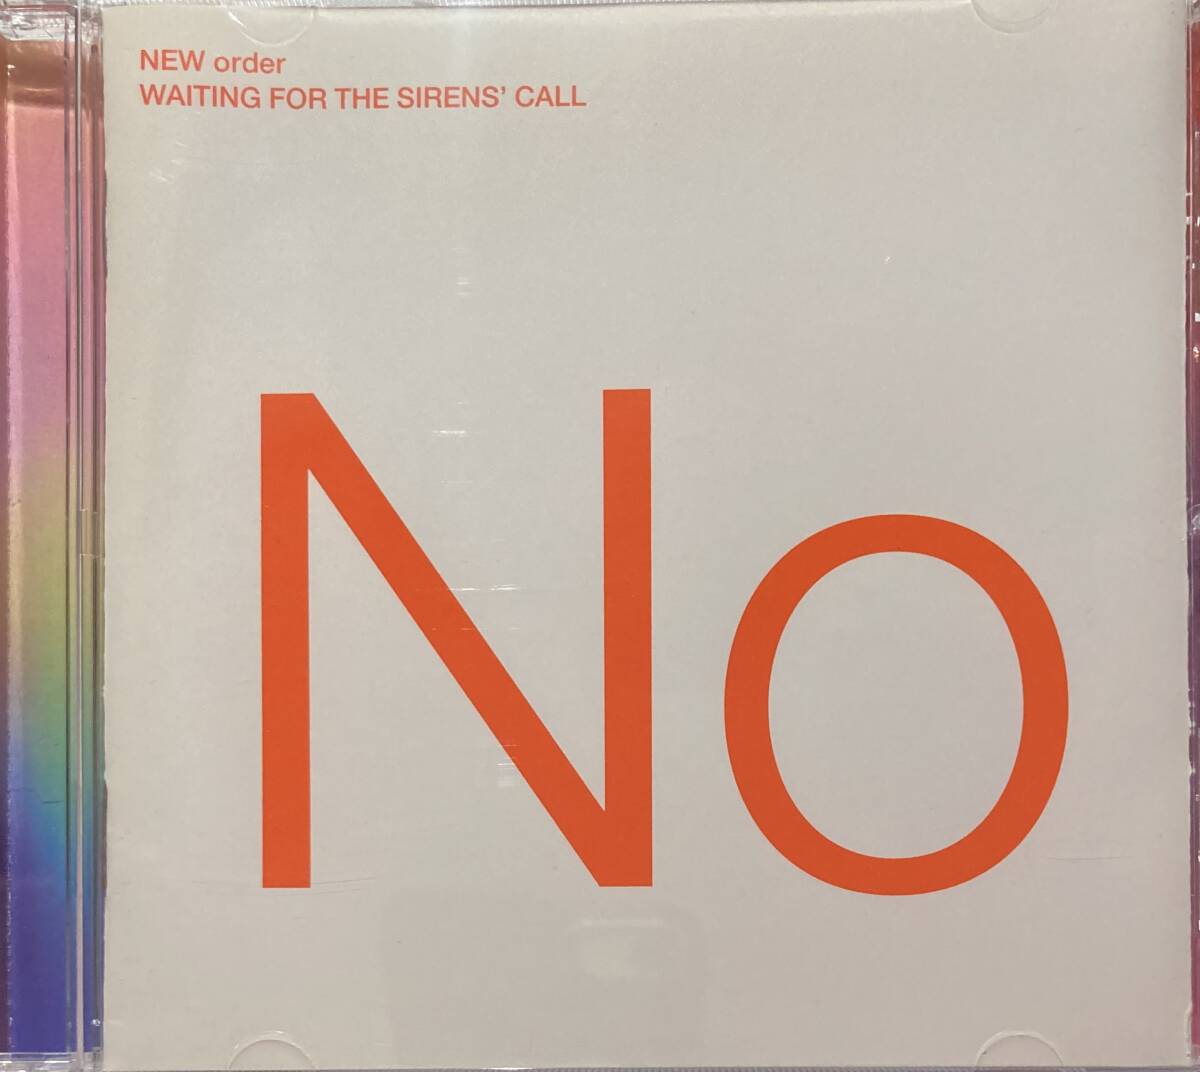 NEW order
WAITING FOR THE SIRENS’ CALL
No